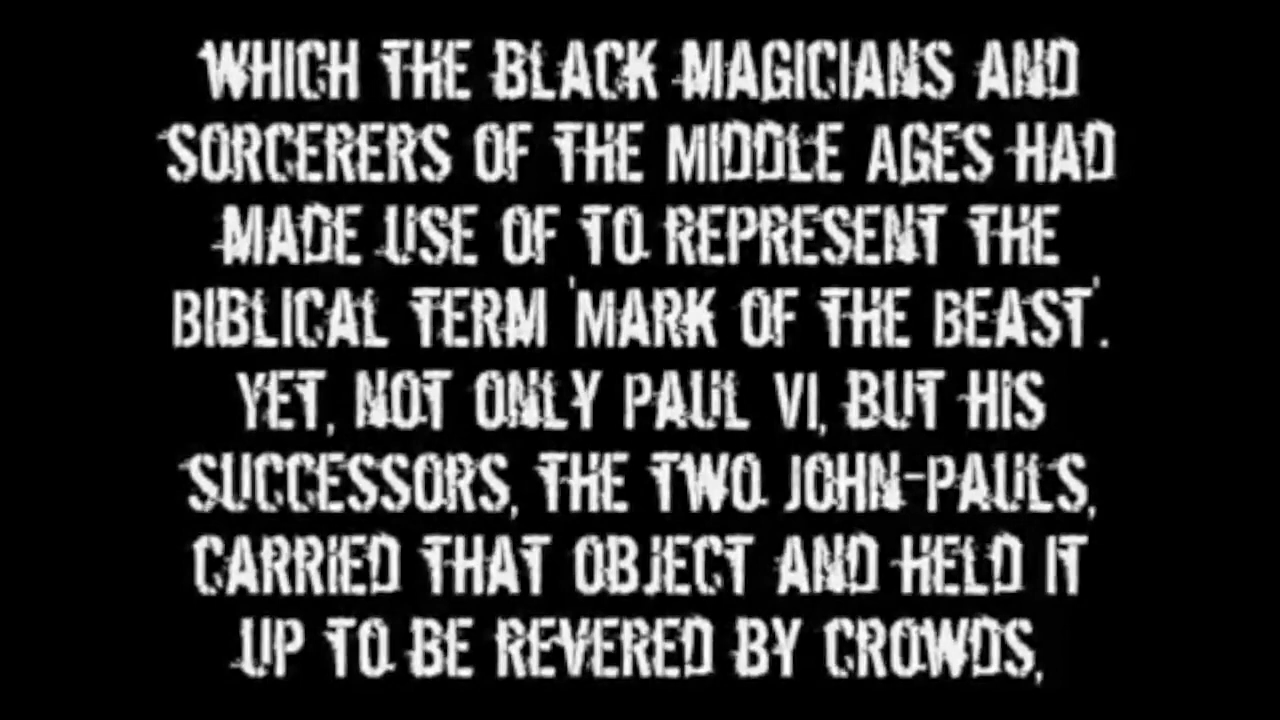 WHICH THE BLACK MAGICIANS AND
SORCERERS OF THE MIDDLE AGES HAD
MADE USE OF TO REPRESENT THE
BIBLICAL TERM 'MARK OF THE BEAST'.
YET, NOT ONLY PAUL VI, BUT HIS
SUCCESSORS, THE TWO JOHN-PAULS,
CARRIED THAT OBJECT AND HELD IT
UP TO BE REVERED BY CROWDS,